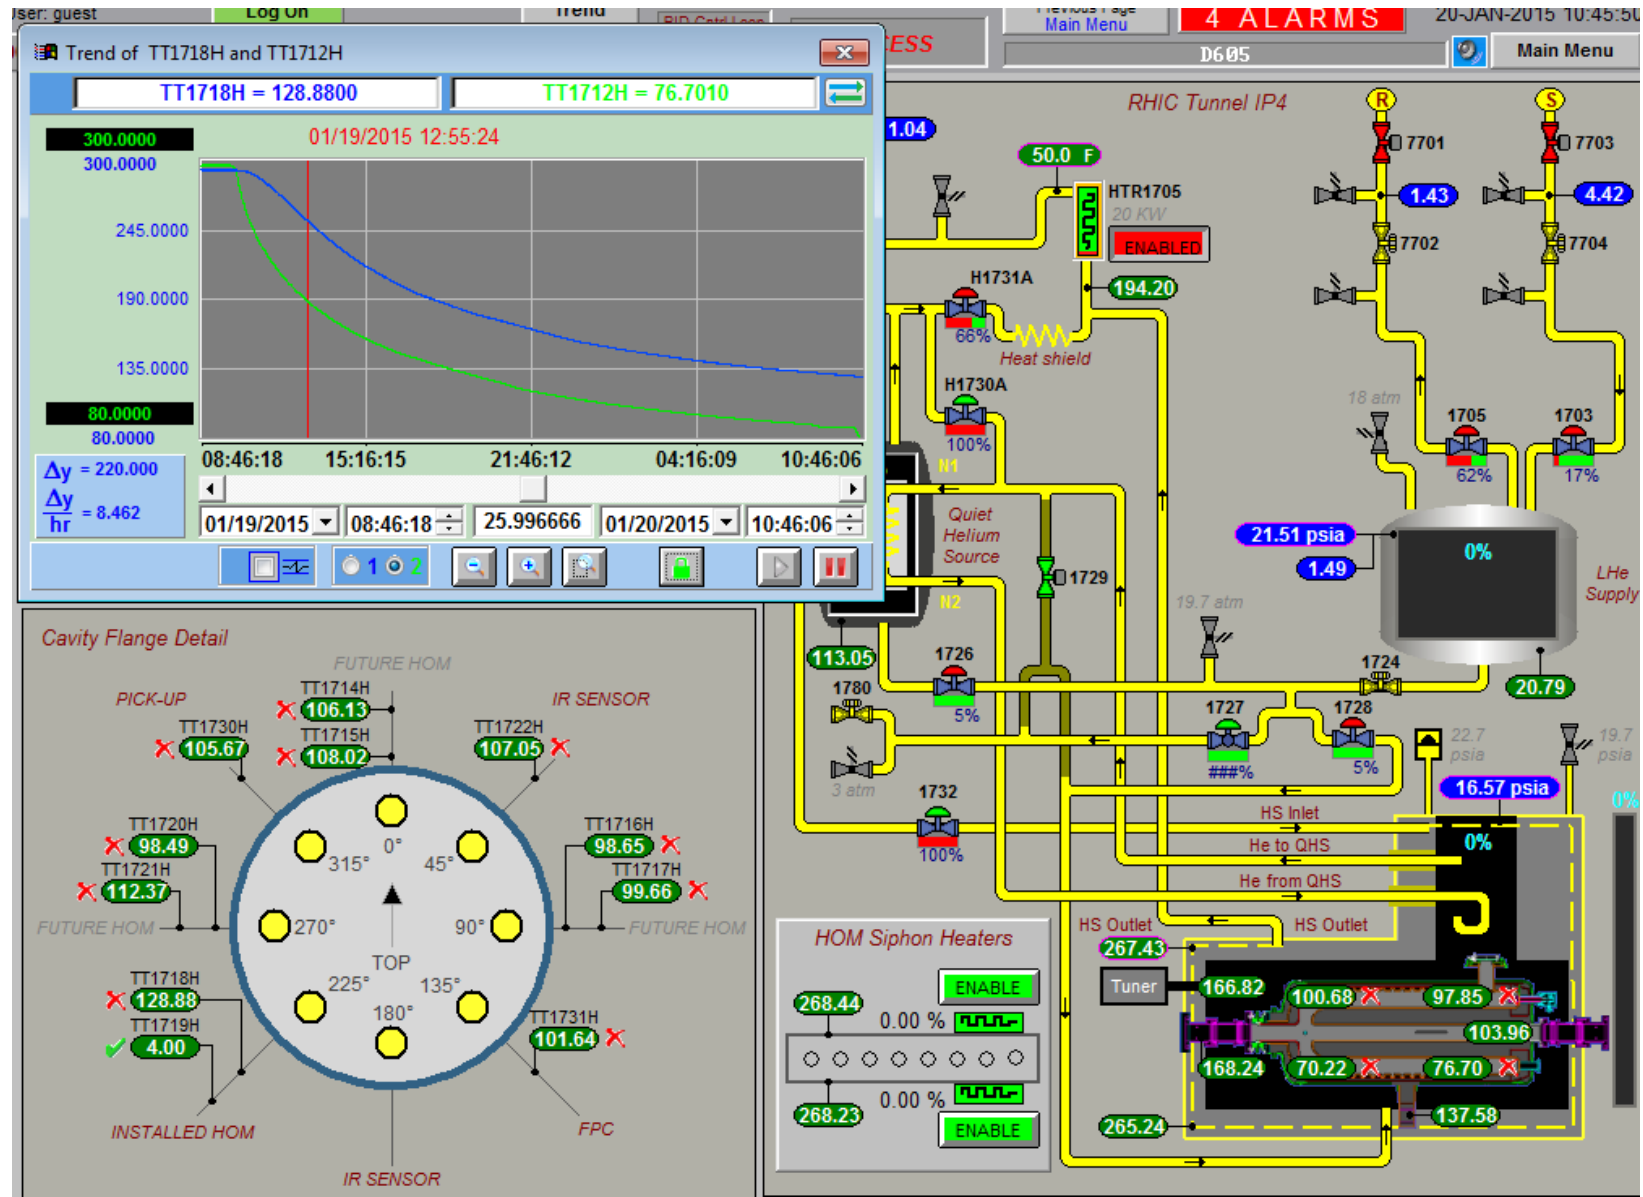 User: guest
Log On
Trend
PID Cntrl Loop
CESS
Previous Page
Main Menu
4 ALARMS
20-JAN-2015 10:45:50
D605
Main Menu
Trend of TT1718H and TT1712H
TT1718H = 128.8800
TT1712H = 76.7010
300.0000
01/19/2015 12:55:24
300.0000
245.0000
190.0000
135.0000
80.0000
80.0000
Δy = 220.000
Δy
hr = 8.462
08:46:18
15:16:15
21:46:12
04:16:09
10:46:06
01/19/2015
08:46:18
25.996666
01/20/2015
10:46:06
1
2
RHIC Tunnel IP4
R
S
1.04
50.0 F
7701
7703
HTR1705
20 KW
ENABLED
1.43
4.42
7702
7704
H1731A
194.20
66%
Heat shield
H1730A
100%
18 atm
1705
1703
62%
17%
N1
Quiet
Helium
Source
N2
1729
21.51 psia
1.49
0%
LHe
Supply
19.7 atm
113.05
1726
5%
1724
20.79
1780
1727
1728
###%
5%
3 atm
22.7
psia
19.7
psia
1732
100%
16.57 psia
0%
HS Inlet
He to QHS
0%
He from QHS
HS Outlet
HS Outlet
267.43
Tuner
166.82
100.68
97.85
103.96
168.24
70.22
76.70
137.58
265.24
HOM Siphon Heaters
ENABLE
268.44
0.00 %
0.00 %
268.23
ENABLE
Cavity Flange Detail
FUTURE HOM
PICK-UP
TT1714H
106.13
IR SENSOR
TT1730H
105.67
TT1715H
108.02
TT1722H
107.05
TT1720H
98.49
TT1721H
112.37
TT1716H
98.65
TT1717H
99.66
FUTURE HOM
FUTURE HOM
0°
45°
90°
135°
180°
225°
270°
315°
TOP
TT1718H
128.88
TT1719H
4.00
TT1731H
101.64
INSTALLED HOM
FPC
IR SENSOR